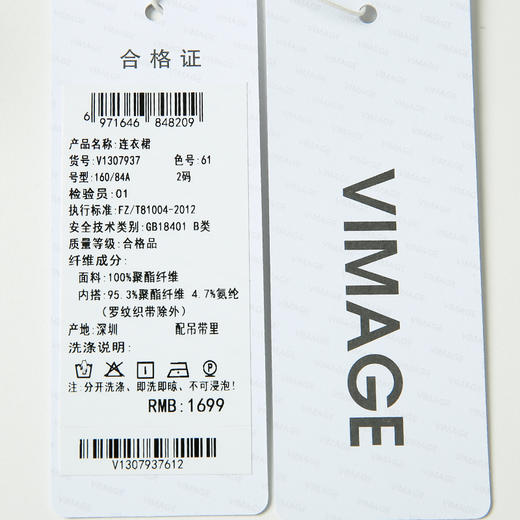 合格证
6 971646 848209
产品名称:连衣裙
货号:V1307937 色号:61
号型:160/84A 2码
检验员:01
执行标准:FZ/T81004-2012
安全技术类别:GB18401 B类
质量等级:合格品
纤维成分:
面料:100%聚酯纤维
内搭:95.3%聚酯纤维 4.7%氨纶
(罗纹织带除外)
产地:深圳 配吊带里
洗涤说明:
注:分开洗涤、即洗即晾、不可浸泡!
RMB:1699
V1307937612
VIMAGE